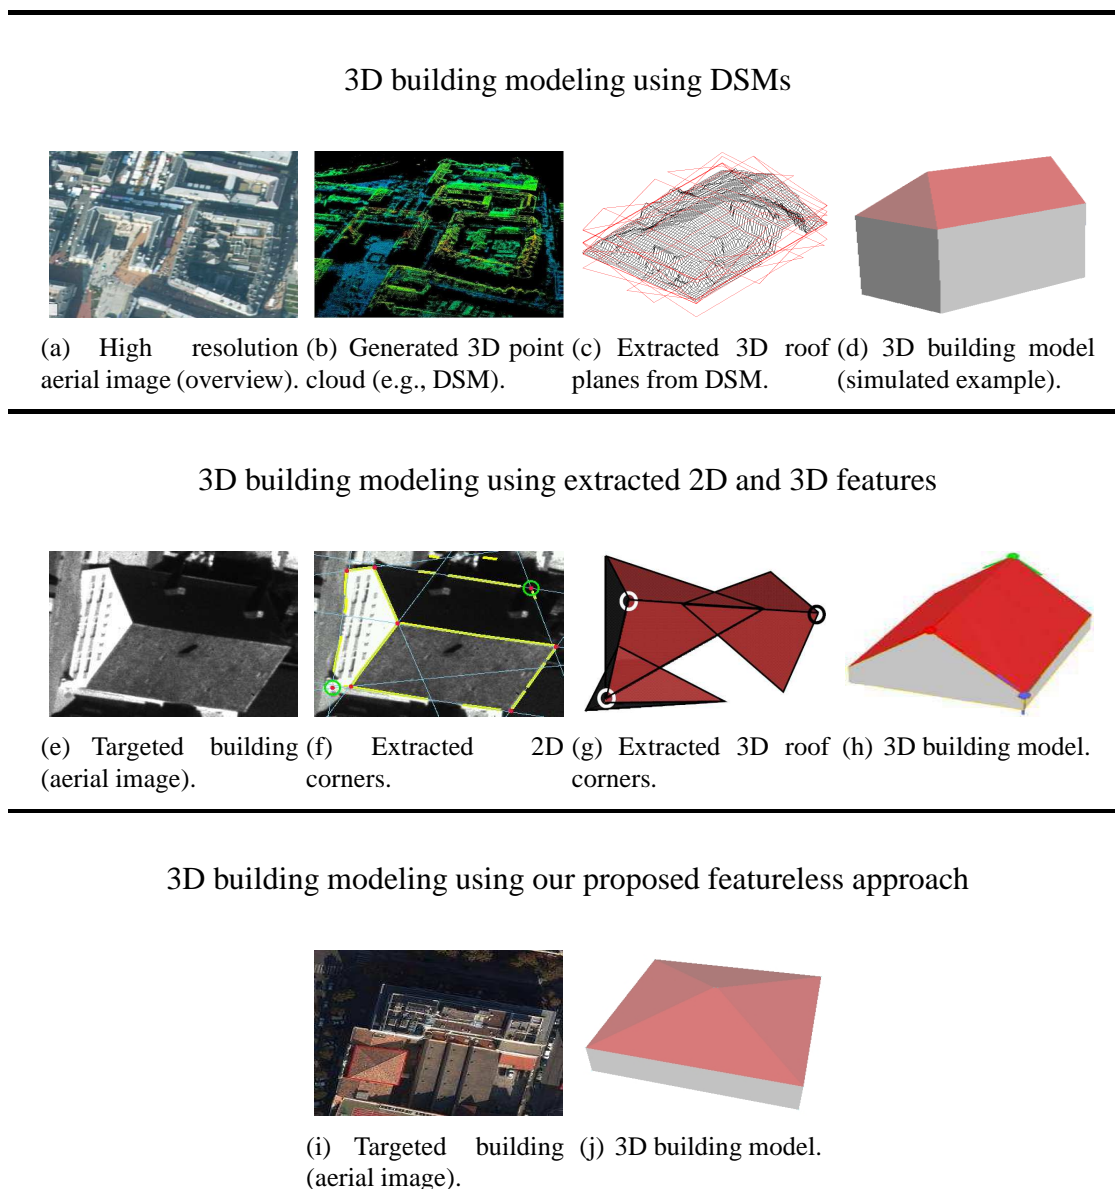 3D building modeling using DSMs
(a) High resolution
aerial image (overview).
(b) Generated 3D point
cloud (e.g., DSM).
(c) Extracted 3D roof
planes from DSM.
(d) 3D building model
(simulated example).
3D building modeling using extracted 2D and 3D features
(e) Targeted building
(aerial image).
(f) Extracted 2D
corners.
(g) Extracted 3D roof
corners.
(h) 3D building model.
3D building modeling using our proposed featureless approach
(i) Targeted building
(aerial image).
(j) 3D building model.